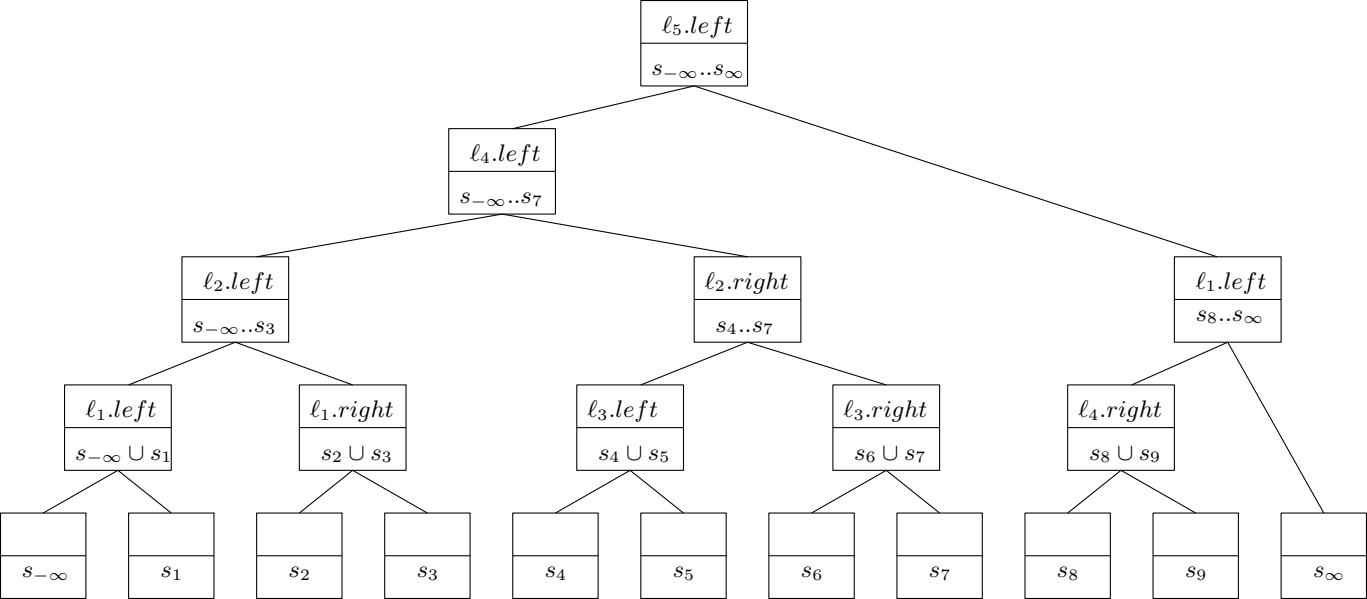 ℓ₅.left
s₋∞..s∞
ℓ₄.left
s₋∞..s₇
ℓ₂.left
s₋∞..s₃
ℓ₂.right
s₄..s₇
ℓ₁.left
s₈..s∞
ℓ₁.left
s₋∞ ∪ s₁
ℓ₁.right
s₂ ∪ s₃
ℓ₃.left
s₄ ∪ s₅
ℓ₃.right
s₆ ∪ s₇
ℓ₄.right
s₈ ∪ s₉
s₋∞
s₁
s₂
s₃
s₄
s₅
s₆
s₇
s₈
s₉
s∞